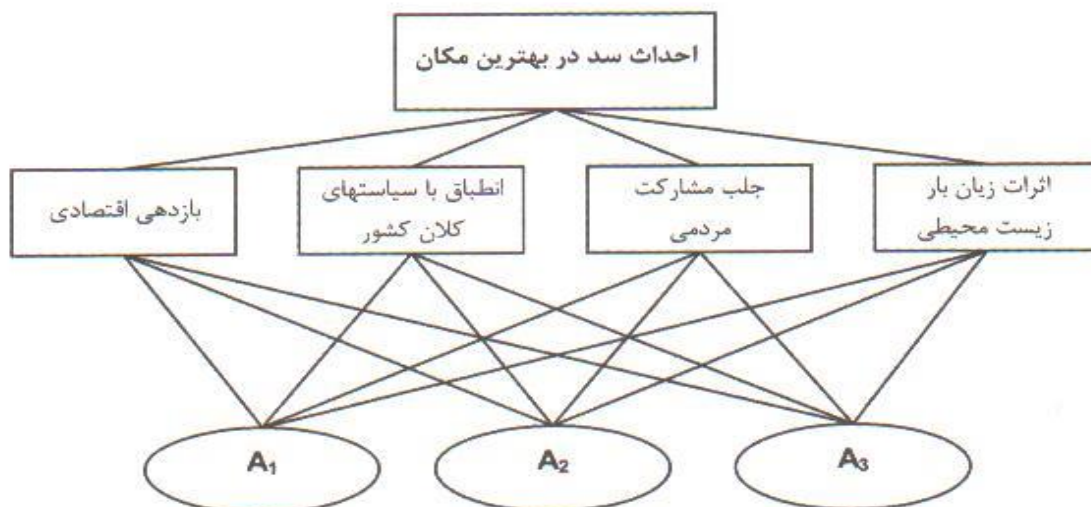 احداث سد در بهترین مکان
اثرات زیان بار
زیست محیطی
جلب مشارکت
مردمی
انطباق با سیاستهای
کلان کشور
بازدهی اقتصادی
A₁
A₂
A₃